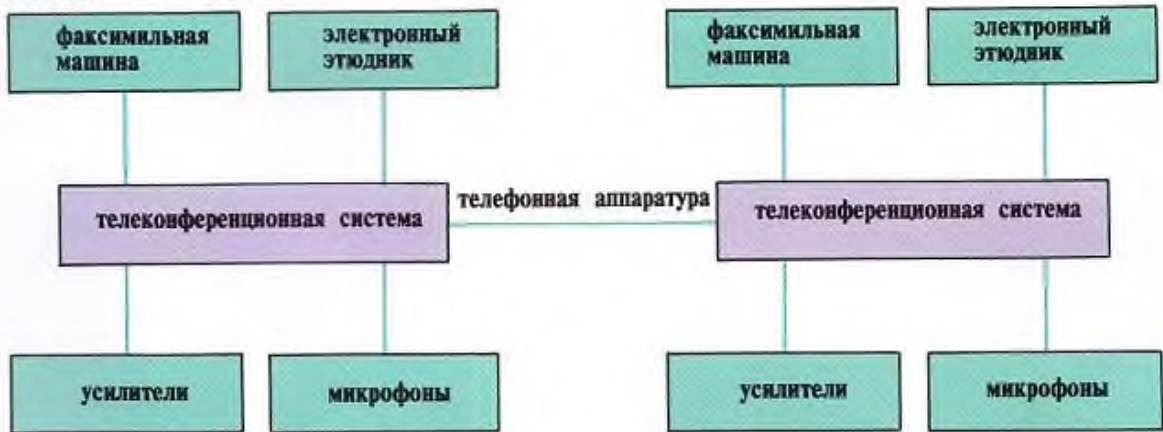 факсимильная
машина
электронный
этюдник
факсимильная
машина
электронный
этюдник
телеконференционная система
телефонная аппаратура
телеконференционная система
усилители
микрофоны
усилители
микрофоны